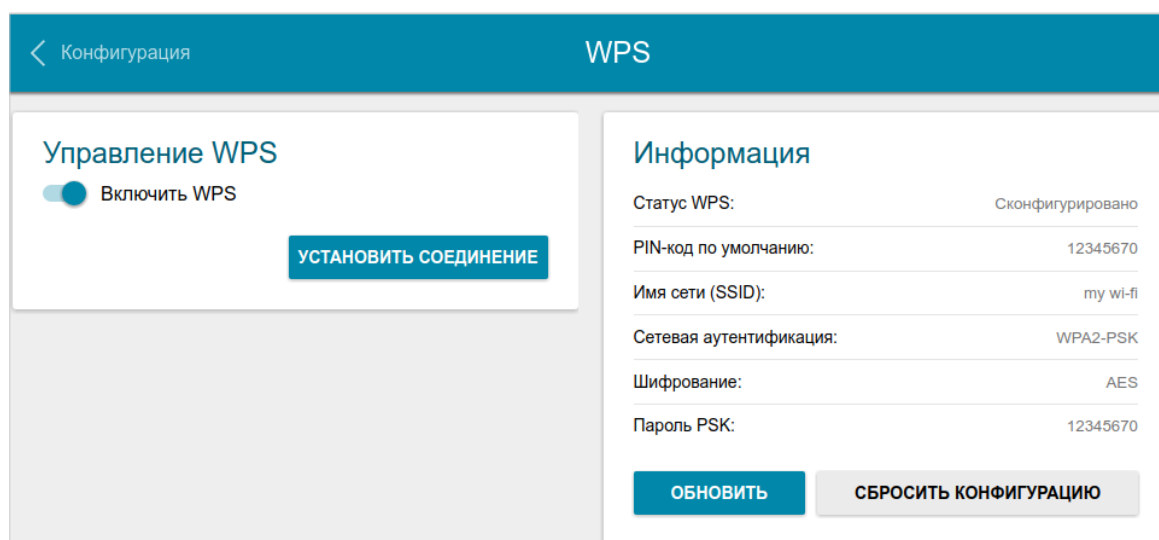 Конфигурация
WPS
Управление WPS
Включить WPS
УСТАНОВИТЬ СОЕДИНЕНИЕ
Информация
Статус WPS: Сконфигурировано
PIN-код по умолчанию: 12345670
Имя сети (SSID): my wi-fi
Сетевая аутентификация: WPA2-PSK
Шифрование: AES
Пароль PSK: 12345670
ОБНОВИТЬ
СБРОСИТЬ КОНФИГУРАЦИЮ